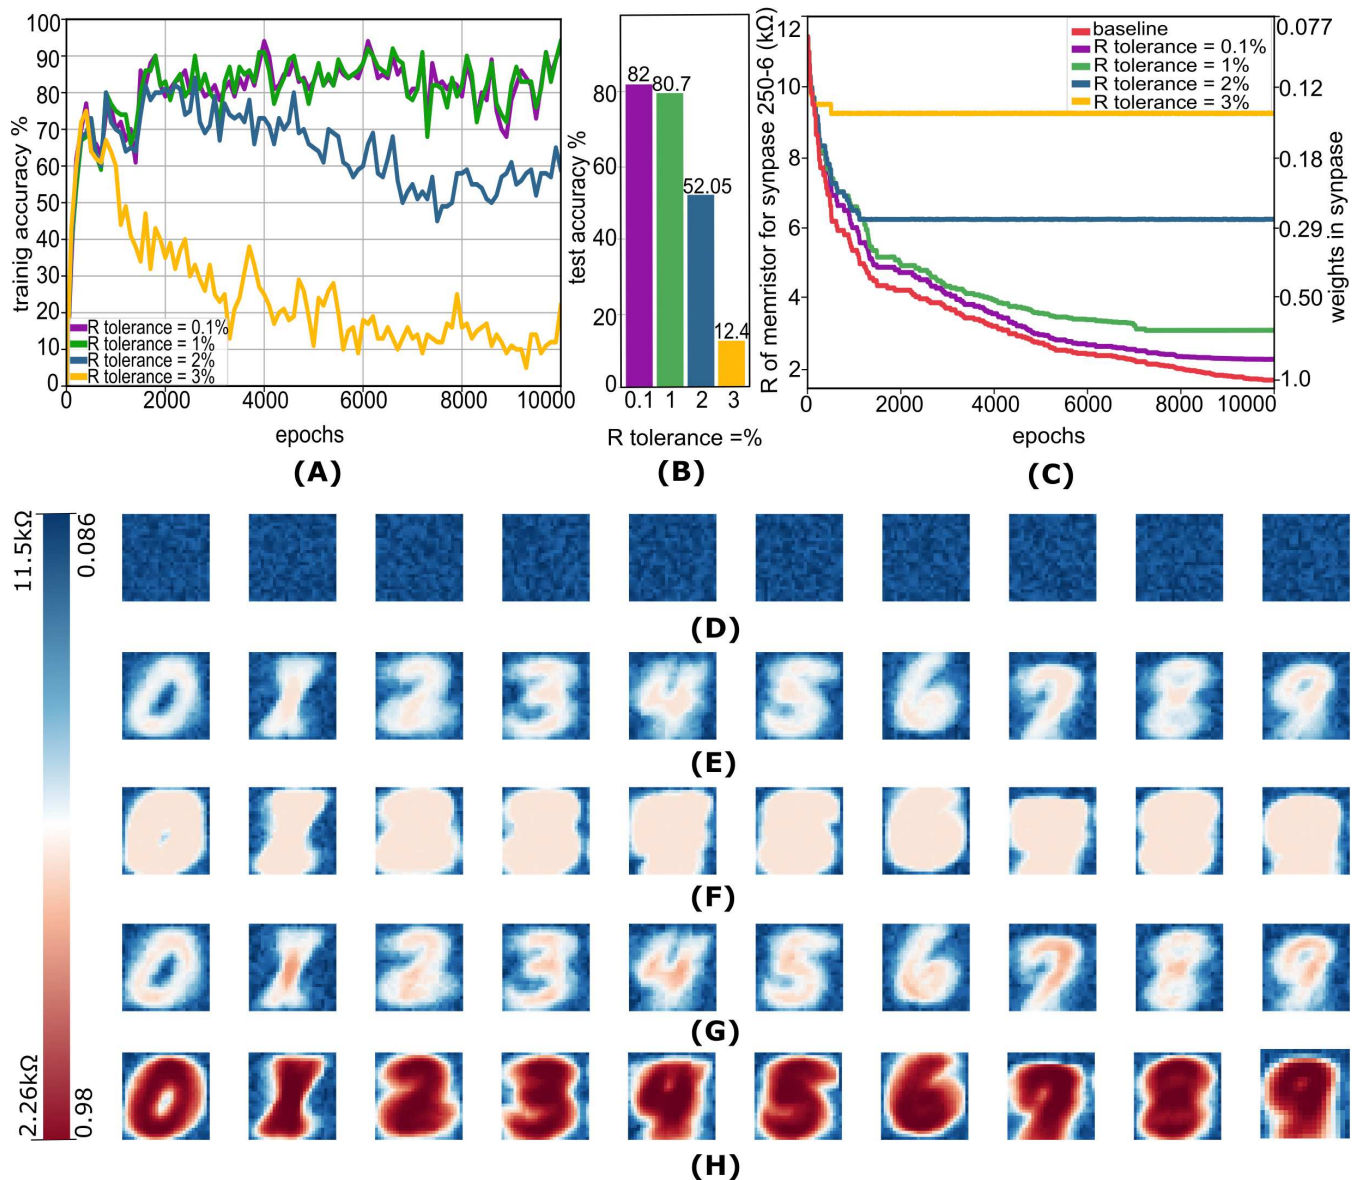 100
90
80
70
60
50
40
30
20
10
0
trainig accuracy %
R tolerance = 0.1%
R tolerance = 1%
R tolerance = 2%
R tolerance = 3%
0 2000 4000 6000 8000 10000
epochs
(A)
80
60
40
20
0
test accuracy %
82
80.7
52.05
12.4
0.1 1 2 3
R tolerance =%
(B)
R of memristor for synpase 250-6 (kΩ)
12
10
8
6
4
2
baseline
R tolerance = 0.1%
R tolerance = 1%
R tolerance = 2%
R tolerance = 3%
0.077
0.12
0.18
0.29
0.50
1.0
weights in synpase
0 2000 4000 6000 8000 10000
epochs
(C)
11.5kΩ
0.086
2.26kΩ
0.98
(D)
(E)
(F)
(G)
(H)